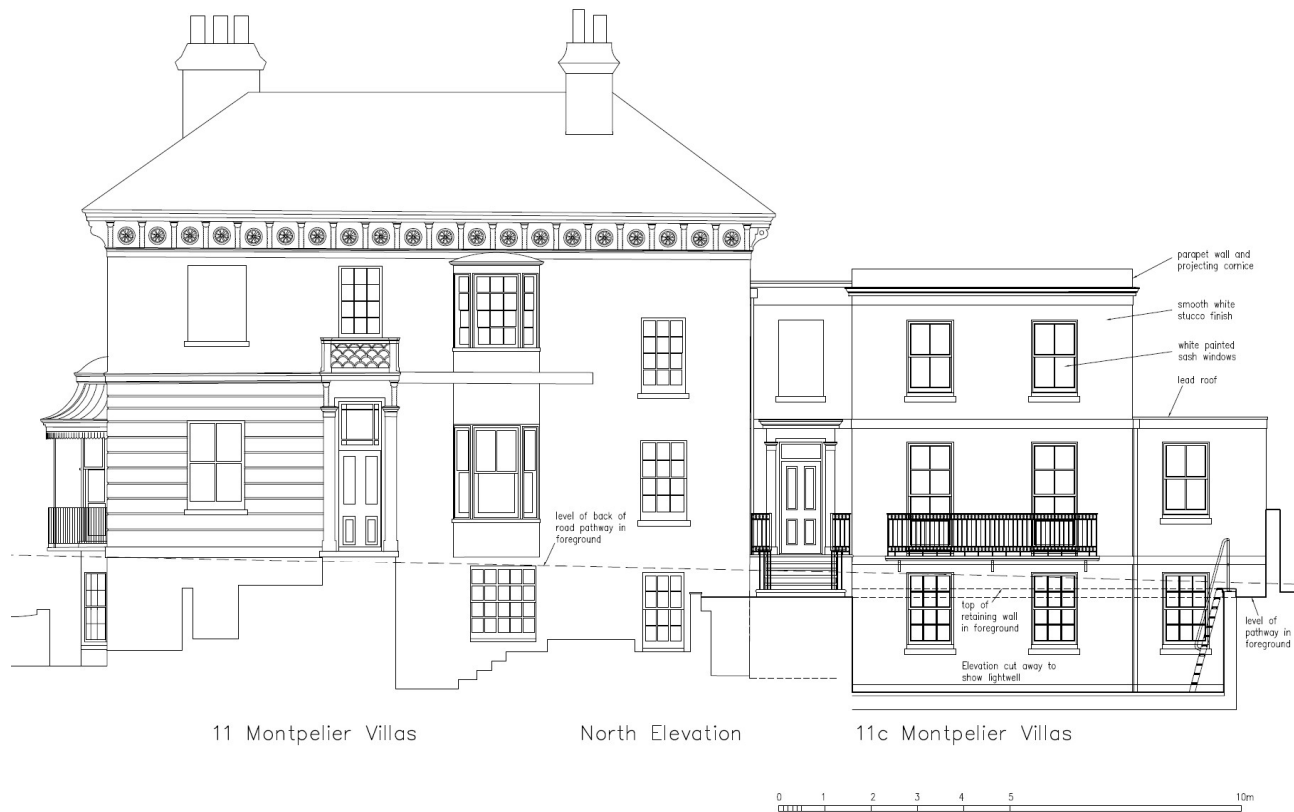 parapet wall and
projecting cornice
smooth white
stucco finish
white painted
sash windows
lead roof
level of back of
road pathway in
foreground
top of
retaining wall
in foreground
level of
pathway in
foreground
Elevation cut away to
show lightwell
11 Montpelier Villas
North Elevation
11c Montpelier Villas
0 1 2 3 4 5 10m